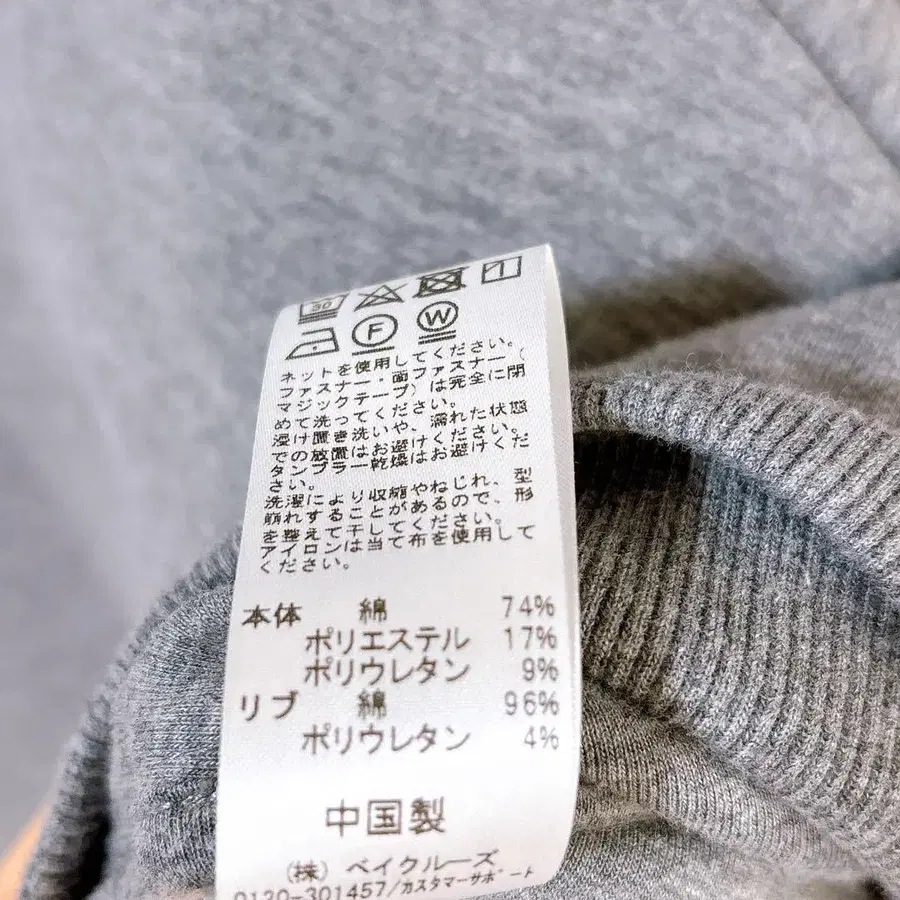 30
F W
ネットを使用してください。
ファスナー・面ファスナー(
マジックテープ)は完全に閉
めて洗ってください。
浸け置き洗いや、濡れた状態
での放置はお避けください。
タンブラー乾燥はお避けくだ
さい。
洗濯により収縮やねじれ、型
崩れすることがあるので、形
を整えて干してください。
アイロンは当て布を使用して
ください。
本体 綿 74%
ポリエステル 17%
ポリウレタン 9%
リブ 綿 96%
ポリウレタン 4%
中国製
(株) ベイクルーズ
0120-301457/カスタマーサポート